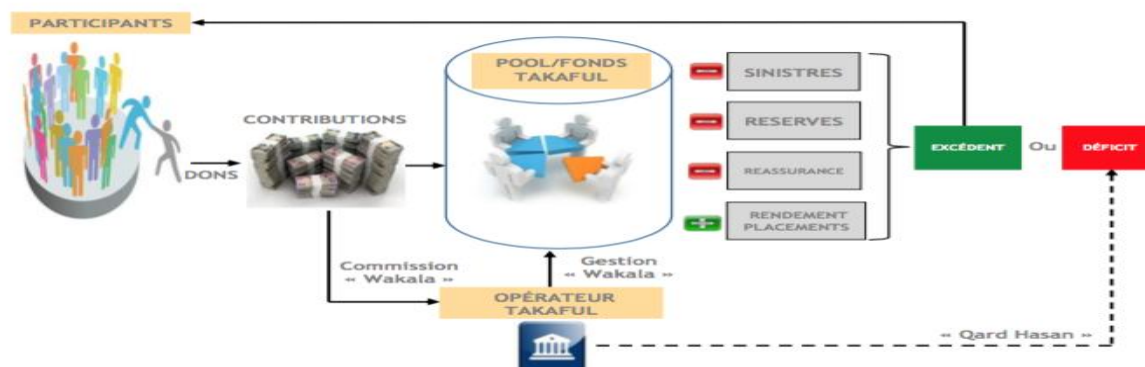 PARTICIPANTS
POOL/FONDS
TAKAFUL
CONTRIBUTIONS
DONS
SINISTRES
RESERVES
REASSURANCE
RENDEMENT
PLACEMENTS
EXCÉDENT
Ou
DÉFICIT
Commission
« Wakala »
Gestion
« Wakala »
OPÉRATEUR
TAKAFUL
« Qard Hasan »